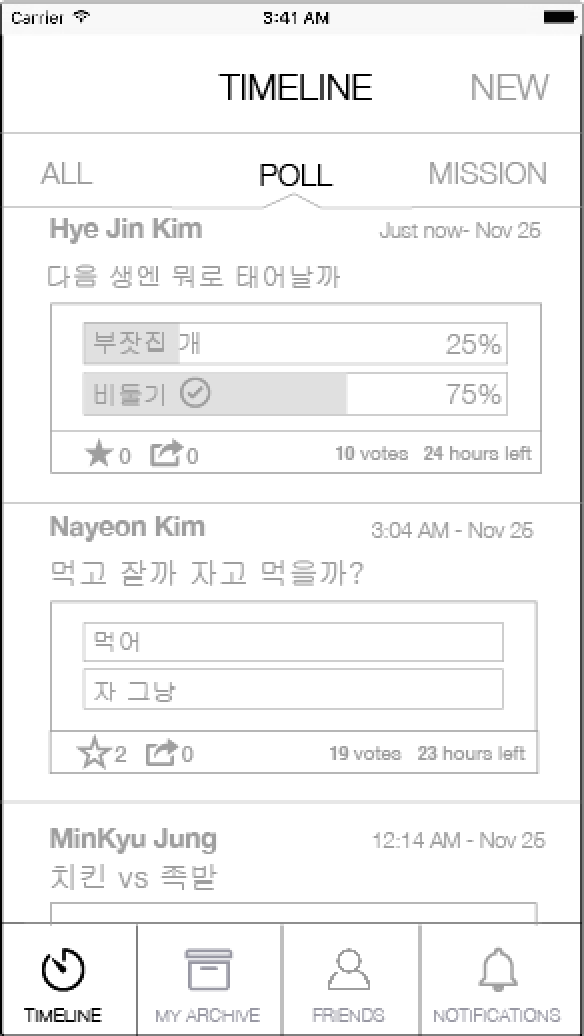 Carrier 3:41 AM
TIMELINE NEW
ALL POLL MISSION
Hye Jin Kim Just now- Nov 25
다음 생엔 뭐로 태어날까
부잣집 개 25%
비둘기 75%
0 0 10 votes 24 hours left
Nayeon Kim 3:04 AM - Nov 25
먹고 잘까 자고 먹을까?
먹어
자 그냥
2 0 19 votes 23 hours left
MinKyu Jung 12:14 AM - Nov 25
치킨 vs 족발
TIMELINE MY ARCHIVE FRIENDS NOTIFICATIONS